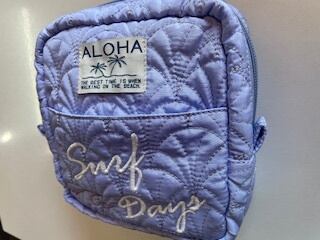 ALOHA
THE BEST TIME IS WHEN
WALKING ON THE BEACH.
Surf
Days